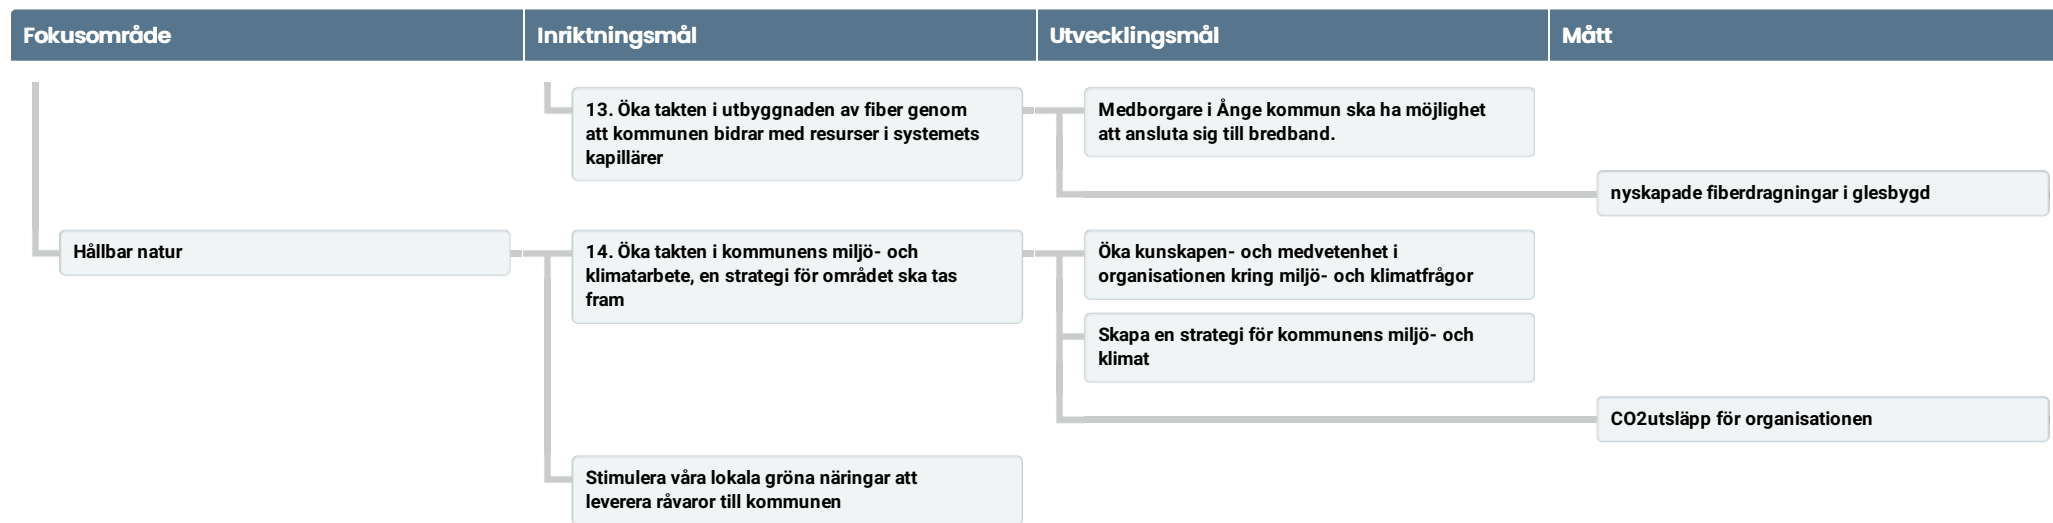 Fokusområde
Inriktningsmål
Utvecklingsmål
Mått
13. Öka takten i utbyggnaden av fiber genom
att kommunen bidrar med resurser i systemets
kapillärer
Medborgare i Ånge kommun ska ha möjlighet
att ansluta sig till bredband.
nyskapade fiberdragningar i glesbygd
Hållbar natur
14. Öka takten i kommunens miljö- och
klimatarbete, en strategi för området ska tas
fram
Öka kunskapen- och medvetenhet i
organisationen kring miljö- och klimatfrågor
Skapa en strategi för kommunens miljö- och
klimat
CO2utsläpp för organisationen
Stimulera våra lokala gröna näringar att
leverera råvaror till kommunen